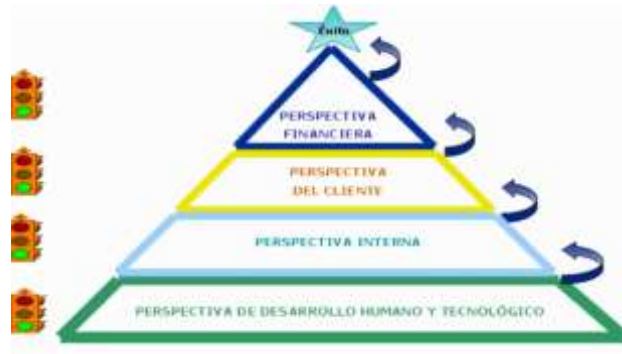 Éxito
PERSPECTIVA
FINANCIERA
PERSPECTIVA
DEL CLIENTE
PERSPECTIVA INTERNA
PERSPECTIVA DE DESARROLLO HUMANO Y TECNOLÓGICO